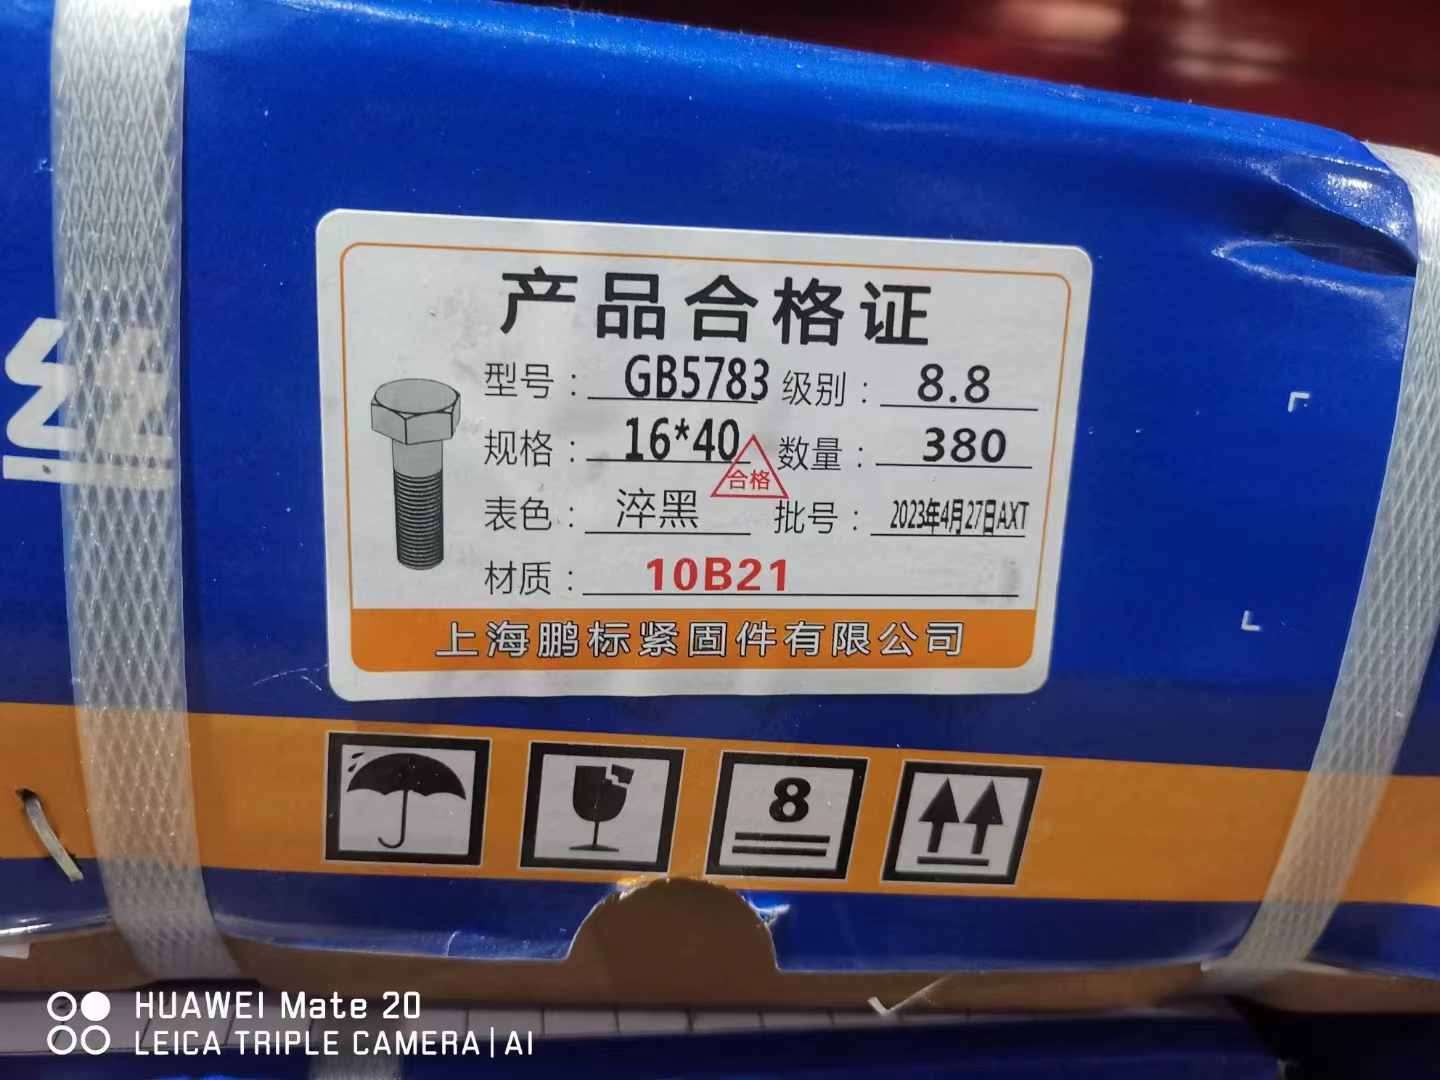 产品合格证
型号：GB5783 级别：8.8
规格：16*40 数量：380
合格
表色：淬黑 批号：2023年4月27日AXT
材质：10B21
上海鹏标紧固件有限公司
丝
8
HUAWEI Mate 20
LEICA TRIPLE CAMERA|AI